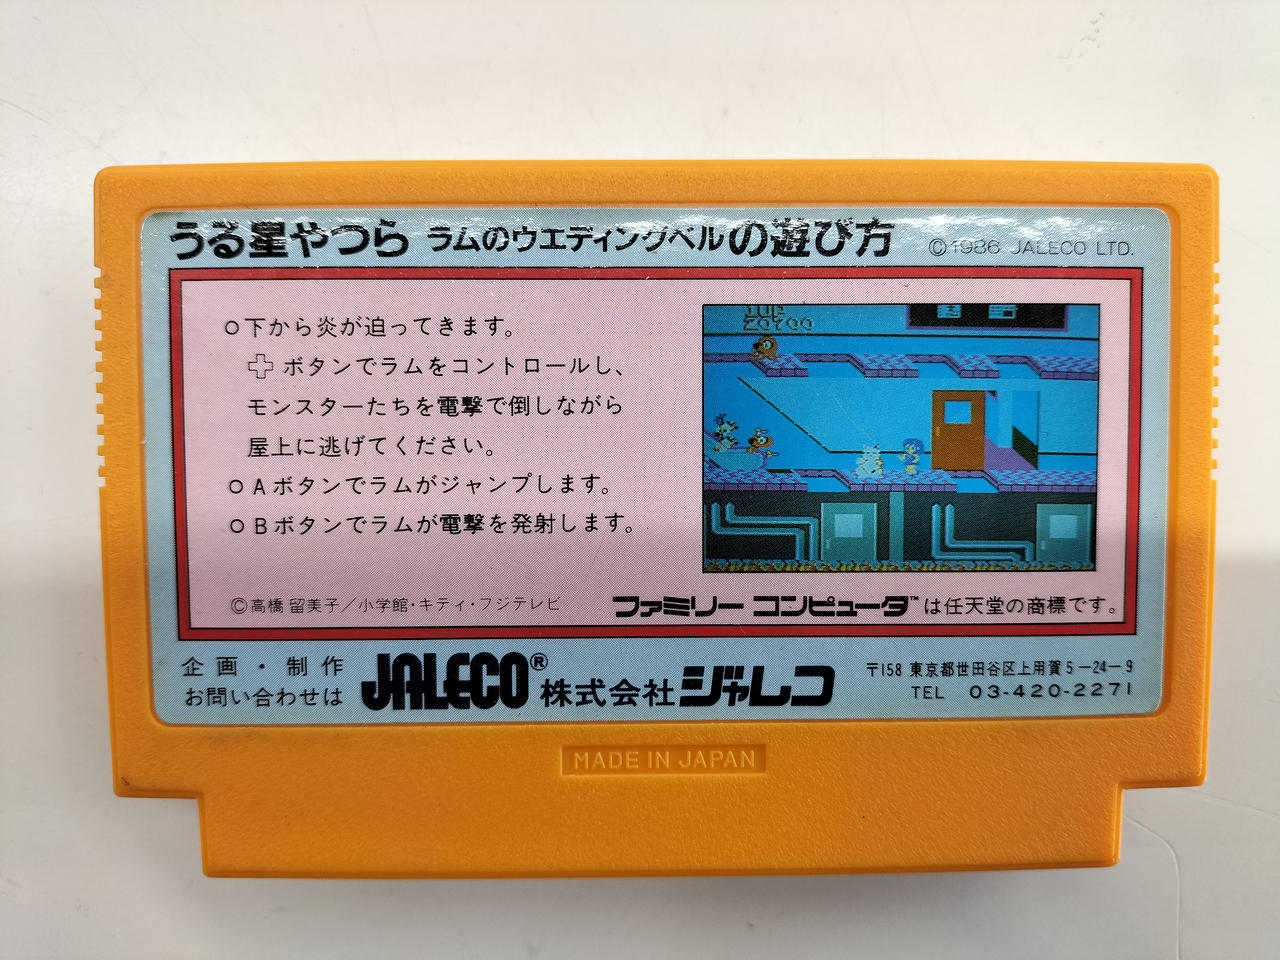 うる星やつら ラムのウエディングベルの遊び方 ©1986 JALECO LTD.
○下から炎が迫ってきます。
ボタンでラムをコントロールし、
モンスターたちを電撃で倒しながら
屋上に逃げてください。
○Aボタンでラムがジャンプします。
○Bボタンでラムが電撃を発射します。
1UP
20700
©高橋留美子/小学館・キティ・フジテレビ
ファミリー コンピュータ™は任天堂の商標です。
企画・制作
お問い合わせは
JALECO® 株式会社ジャレコ
〒158 東京都世田谷区上用賀5-24-9
TEL 03-420-2271
MADE IN JAPAN